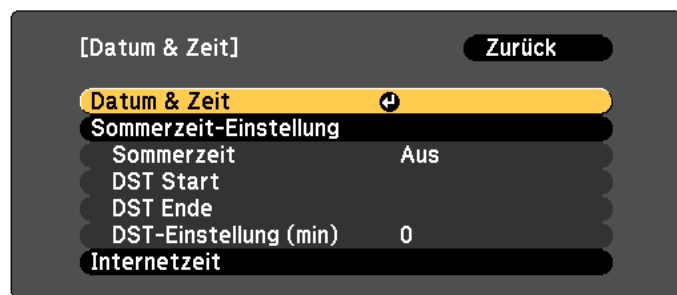 [Datum & Zeit] Zurück
Datum & Zeit
Sommerzeit-Einstellung
Sommerzeit Aus
DST Start
DST Ende
DST-Einstellung (min) 0
Internetzeit